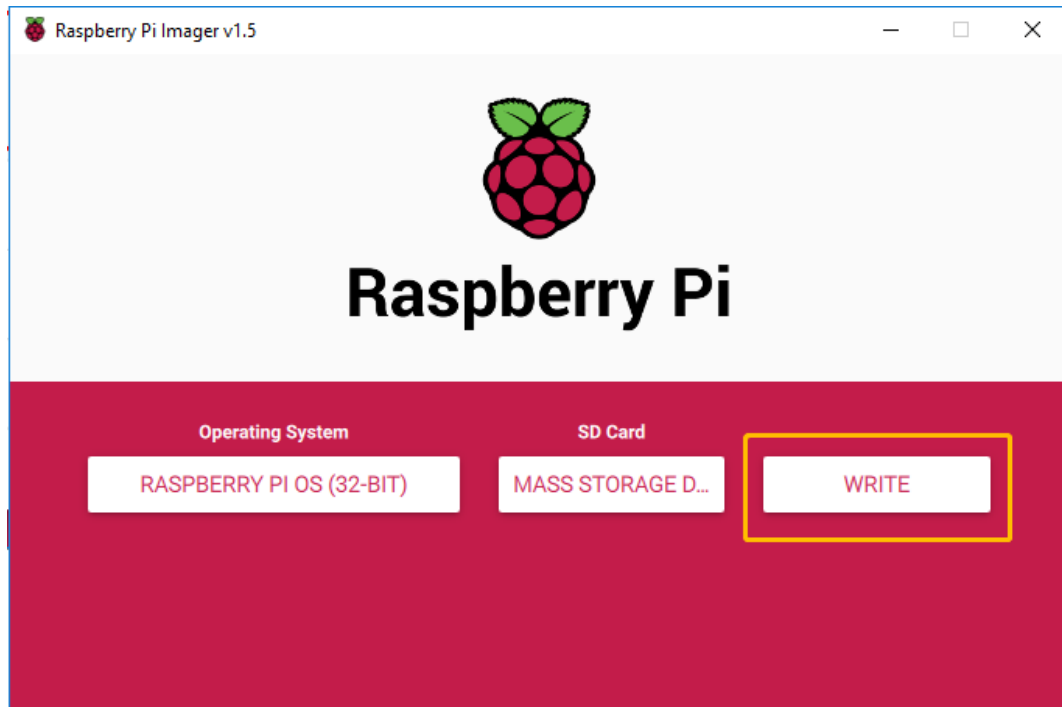 Raspberry Pi Imager v1.5
Raspberry Pi
Operating System
SD Card
RASPBERRY PI OS (32-BIT)
MASS STORAGE D...
WRITE